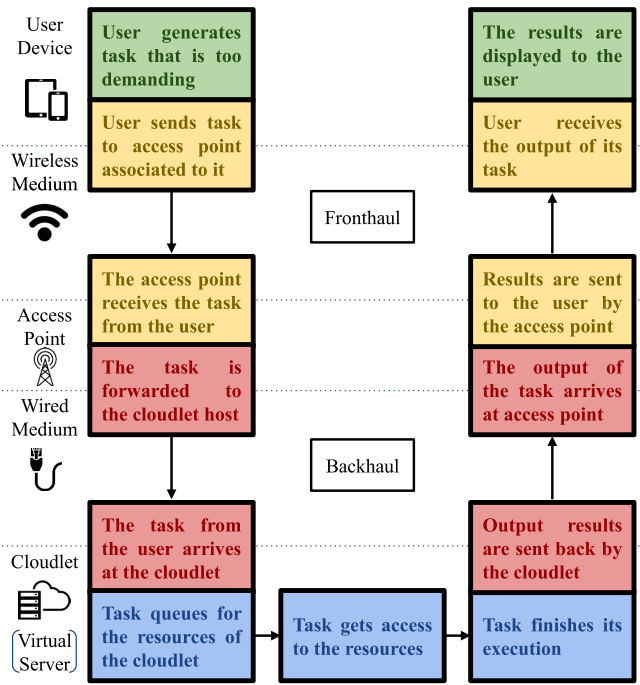 User
Device
User generates
task that is too
demanding
User sends task
to access point
associated to it
The results are
displayed to the
user
User receives
the output of its
task
Wireless
Medium
Fronthaul
The access point
receives the task
from the user
Results are sent
to the user by
the access point
Access
Point
The task is
forwarded to
the cloudlet host
The output of
the task arrives
at access point
Wired
Medium
Backhaul
The task from
the user arrives
at the cloudlet
Output results
are sent back by
the cloudlet
Cloudlet
(Virtual
Server)
Task queues for
the resources of
the cloudlet
Task gets access
to the resources
Task finishes its
execution